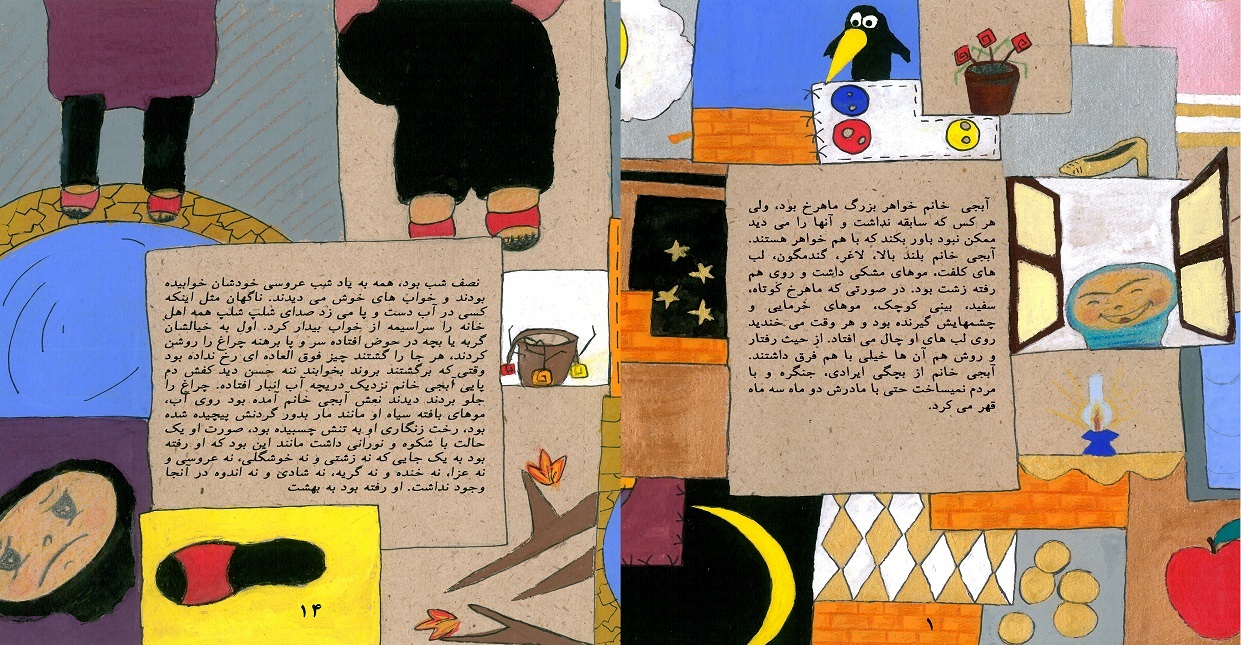 آبجی خانم خواهر بزرگ ماهرخ بود، ولی
هر کس که سابقه نداشت و آنها را می دید
ممکن نبود باور بکند که با هم خواهر هستند.
آبجی خانم بلند بالا، لاغر، گندمگون، لب
های کلفت، موهای مشکی داشت و روی هم
رفته زشت بود. در صورتی که ماهرخ کوتاه،
سفید، بینی کوچک، موهای خرمایی و
چشمهایش گیرنده بود و هر وقت می خندید
روی لب های او چال می افتاد. از حیث رفتار
و روش هم آن ها خیلی با هم فرق داشتند.
آبجی خانم از بچگی ایرادی، جنگره و با
مردم نمیساخت حتی با مادرش دو ماه سه ماه
قهر می کرد.
۱
نصف شب بود، همه به یاد شب عروسی خودشان خوابیده
بودند و خواب های خوش می دیدند. ناگهان مثل اینکه
کسی در آب دست و پا می زد صدای شلپ شلپ همه اهل
خانه را سراسیمه از خواب بیدار کرد. اول به خیالشان
گربه یا بچه در حوض افتاده سر و پا برهنه چراغ را روشن
کردند، هر جا را گشتند چیز فوق العاده ای رخ نداده بود
وقتی که برگشتند بروند بخوابند ننه حسن دید کفش دم
پایی آبجی خانم نزدیک دریچه آب انبار افتاده. چراغ را
جلو بردند دیدند نعش آبجی خانم آمده بود روی آب،
موهای بافته سیاه او مانند مار بدور گردنش پیچیده شده
بود، رخت زنگاری او به تنش چسبیده بود، صورت او یک
حالت با شکوه و نورانی داشت مانند این بود که او رفته
بود به یک جایی که نه زشتی و نه خوشگلی، نه عروسی و
نه عزا، نه خنده و نه گریه، نه شادی و نه اندوه در آنجا
وجود نداشت. او رفته بود به بهشت
۱۴